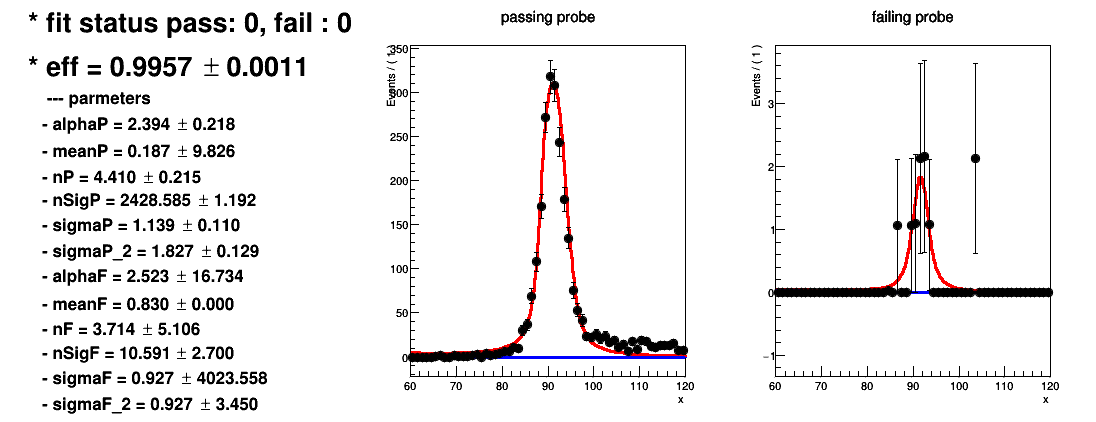 * fit status pass: 0, fail : 0
* eff = 0.9957 ± 0.0011
--- parmeters
- alphaP = 2.394 ± 0.218
- meanP = 0.187 ± 9.826
- nP = 4.410 ± 0.215
- nSigP = 2428.585 ± 1.192
- sigmaP = 1.139 ± 0.110
- sigmaP_2 = 1.827 ± 0.129
- alphaF = 2.523 ± 16.734
- meanF = 0.830 ± 0.000
- nF = 3.714 ± 5.106
- nSigF = 10.591 ± 2.700
- sigmaF = 0.927 ± 4023.558
- sigmaF_2 = 0.927 ± 3.450
passing probe
Events / ( 1 )
350
300
250
200
150
100
50
0
60 70 80 90 100 110 120
x
failing probe
Events / ( 1 )
3
2
1
0
−1
60 70 80 90 100 110 120
x